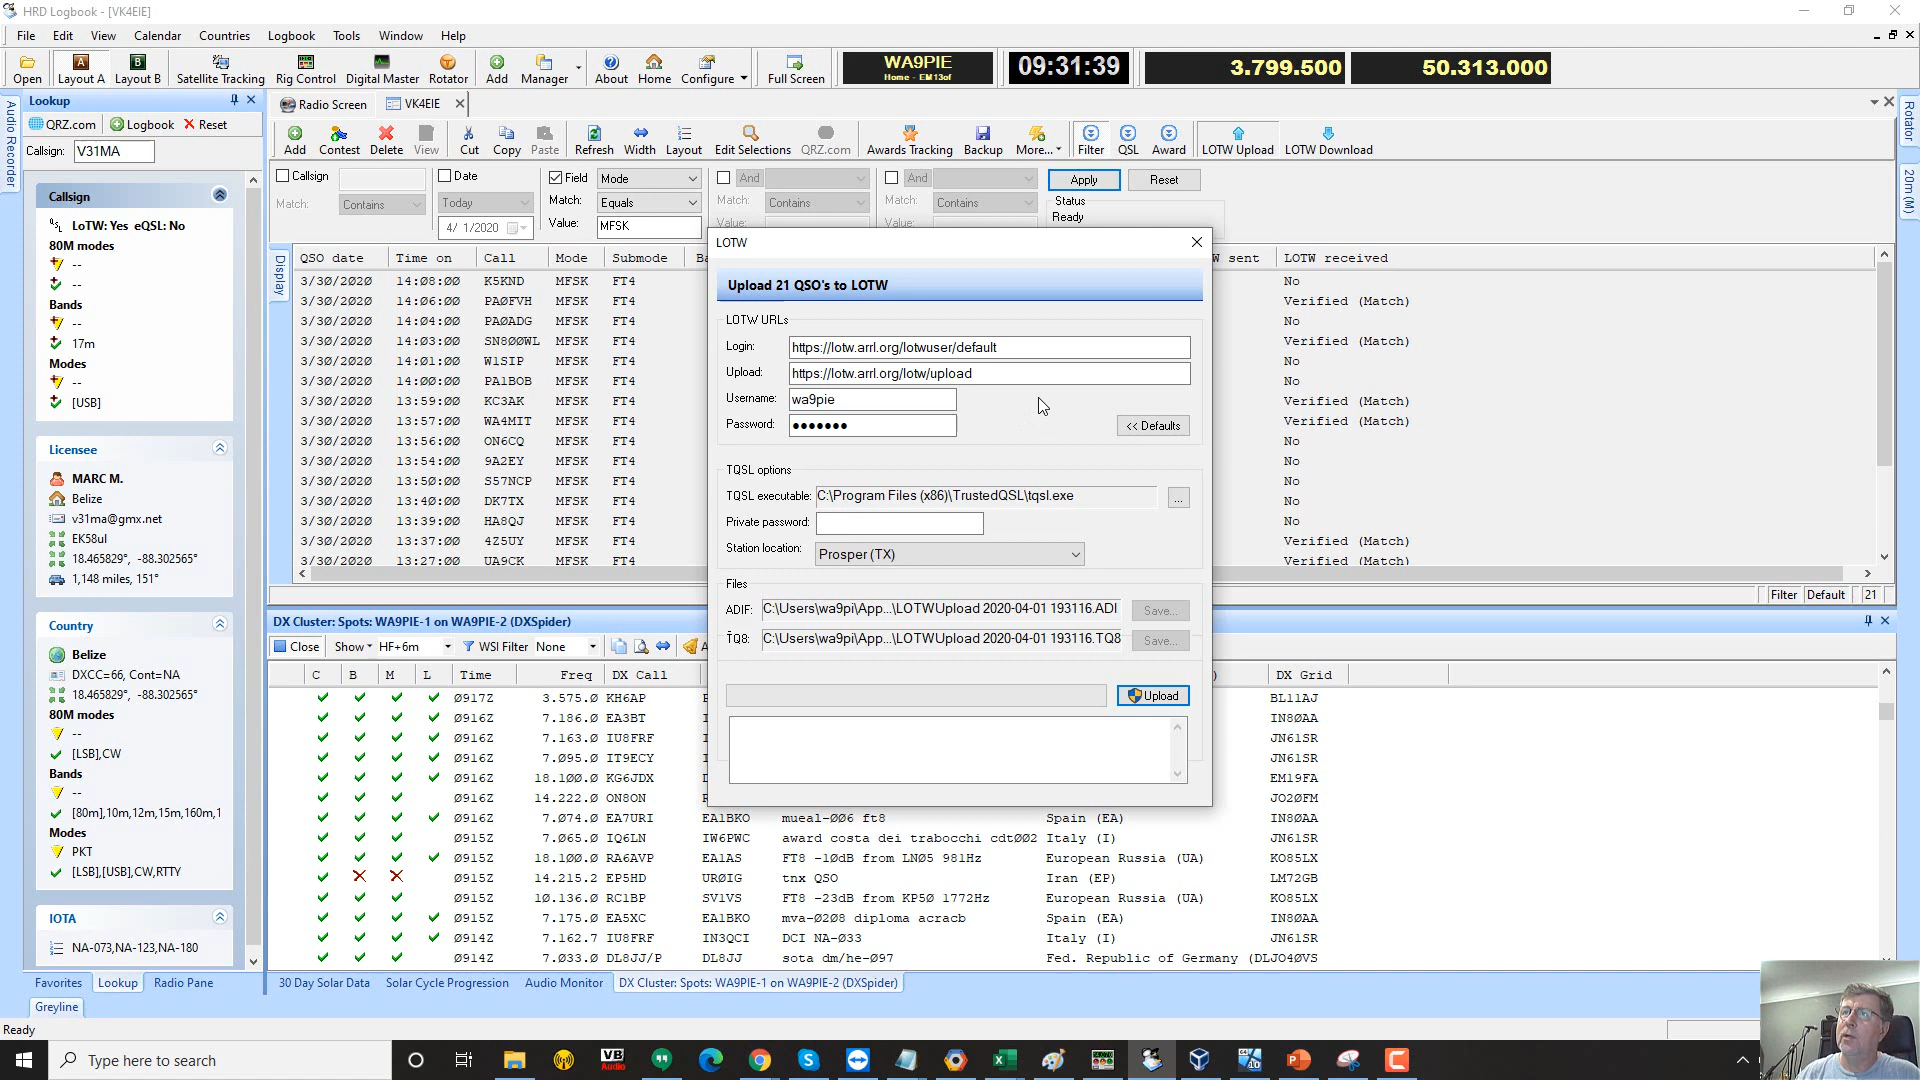 HRD Logbook - [VK4EIE]
File Edit View Calendar Countries Logbook Tools Window Help
Open Layout A Layout B Satellite Tracking Rig Control Digital Master Rotator Add Manager About Home Configure Full Screen
WA9PIE
Home - EM13of
09:31:39
3.799.500
50.313.000
Audio Recorder
Rotator
20m (M)
Lookup
QRZ.com Logbook Reset
Callsign: V31MA
Callsign
LoTW: Yes eQSL: No
80M modes
--
--
Bands
--
17m
Modes
--
[USB]
Licensee
MARC M.
Belize
v31ma@gmx.net
EK58ul
18.465829°, -88.302565°
1,148 miles, 151°
Country
Belize
DXCC=66, Cont=NA
18.465829°, -88.302565°
80M modes
--
[LSB],CW
Bands
--
[80m],10m,12m,15m,160m,1
Modes
PKT
[LSB],[USB],CW,RTTY
IOTA
NA-073,NA-123,NA-180
Favorites Lookup Radio Pane
Greyline
Ready
Radio Screen VK4EIE
Add Contest Delete View Cut Copy Paste Refresh Width Layout Edit Selections QRZ.com Awards Tracking Backup More... Filter QSL Award LOTW Upload LOTW Download
Callsign Date Field Mode And And Apply Reset
Match: Contains Today Match: Equals Match: Contains Match: Contains Status
4/ 1/2020 Value: MFSK Value: Value: Ready
Display
QSO date Time on Call Mode Submode Ba W sent LOTW received
3/30/2020 14:08:00 K5KND MFSK FT4 No
3/30/2020 14:06:00 PA0FVH MFSK FT4 Verified (Match)
3/30/2020 14:04:00 PA0ADG MFSK FT4 No
3/30/2020 14:03:00 SN800WL MFSK FT4 Verified (Match)
3/30/2020 14:01:00 W1SIP MFSK FT4 No
3/30/2020 14:00:00 PA1BOB MFSK FT4 No
3/30/2020 13:59:00 KC3AK MFSK FT4 Verified (Match)
3/30/2020 13:57:00 WA4MIT MFSK FT4 Verified (Match)
3/30/2020 13:56:00 ON6CQ MFSK FT4 No
3/30/2020 13:54:00 9A2EY MFSK FT4 No
3/30/2020 13:50:00 S57NCP MFSK FT4 No
3/30/2020 13:40:00 DK7TX MFSK FT4 No
3/30/2020 13:39:00 HA8QJ MFSK FT4 No
3/30/2020 13:37:00 4Z5UY MFSK FT4 Verified (Match)
3/30/2020 13:27:00 UA9CK MFSK FT4 Verified (Match)
Filter Default 21
LOTW
Upload 21 QSO's to LOTW
LOTW URLs
Login: https://lotw.arrl.org/lotwuser/default
Upload: https://lotw.arrl.org/lotw/upload
Username: wa9pie
Password: ●●●●●●●
<< Defaults
TQSL options
TQSL executable: C:\Program Files (x86)\TrustedQSL\tqsl.exe ...
Private password:
Station location: Prosper (TX)
Files
ADIF: C:\Users\wa9pi\App...\LOTWUpload 2020-04-01 193116.ADI Save...
TQ8: C:\Users\wa9pi\App...\LOTWUpload 2020-04-01 193116.TQ8 Save...
Upload
DX Cluster: Spots: WA9PIE-1 on WA9PIE-2 (DXSpider)
Close Show HF+6m WSI Filter None A
C B M L Time Freq DX Call ) DX Grid
0917Z 3.575.0 KH6AP BL11AJ
0916Z 7.186.0 EA3BT IN80AA
0916Z 7.163.0 IU8FRF JN61SR
0916Z 7.095.0 IT9ECY JN61SR
0916Z 18.100.0 KG6JDX EM19FA
0916Z 14.222.0 ON8ON JO20FM
0916Z 7.074.0 EA7URI EA1BKO mueal-006 ft8 Spain (EA) IN80AA
0915Z 7.065.0 IQ6LN IW6PWC award costa dei trabocchi cdt002 Italy (I) JN61SR
0915Z 18.100.0 RA6AVP EA1AS FT8 -10dB from LN05 981Hz European Russia (UA) KO85LX
0915Z 14.215.2 EP5HD UR0IG tnx QSO Iran (EP) LM72GB
0915Z 10.136.0 RC1BP SV1VS FT8 -23dB from KP50 1772Hz European Russia (UA) KO85LX
0915Z 7.175.0 EA5XC EA1BKO mva-0208 diploma acracb Spain (EA) IN80AA
0914Z 7.162.7 IU8FRF IN3QCI DCI NA-033 Italy (I) JN61SR
0914Z 7.033.0 DL8JJ/P DL8JJ sota dm/he-097 Fed. Republic of Germany (DL JO40VS
30 Day Solar Data Solar Cycle Progression Audio Monitor DX Cluster: Spots: WA9PIE-1 on WA9PIE-2 (DXSpider)
Type here to search
VB
Audio